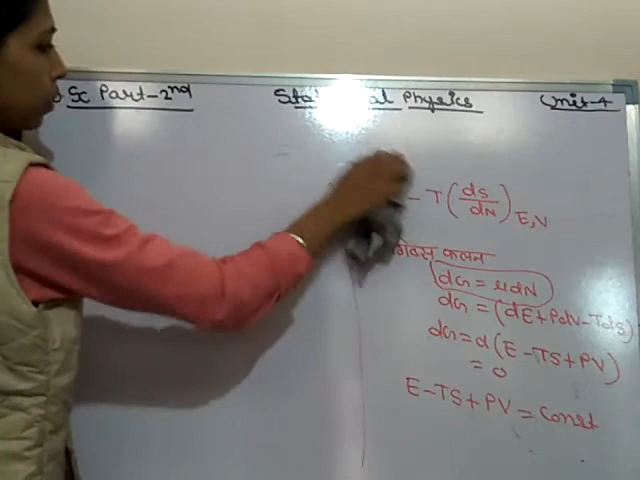 Sc Part-2nd
Physics
Unit-4
- T(ds/dN)E,V
फलन
dG = μdN
dG = (dE+PdV-Tds)
dG = d(E-TS+PV)
= 0
E-TS+PV = Const